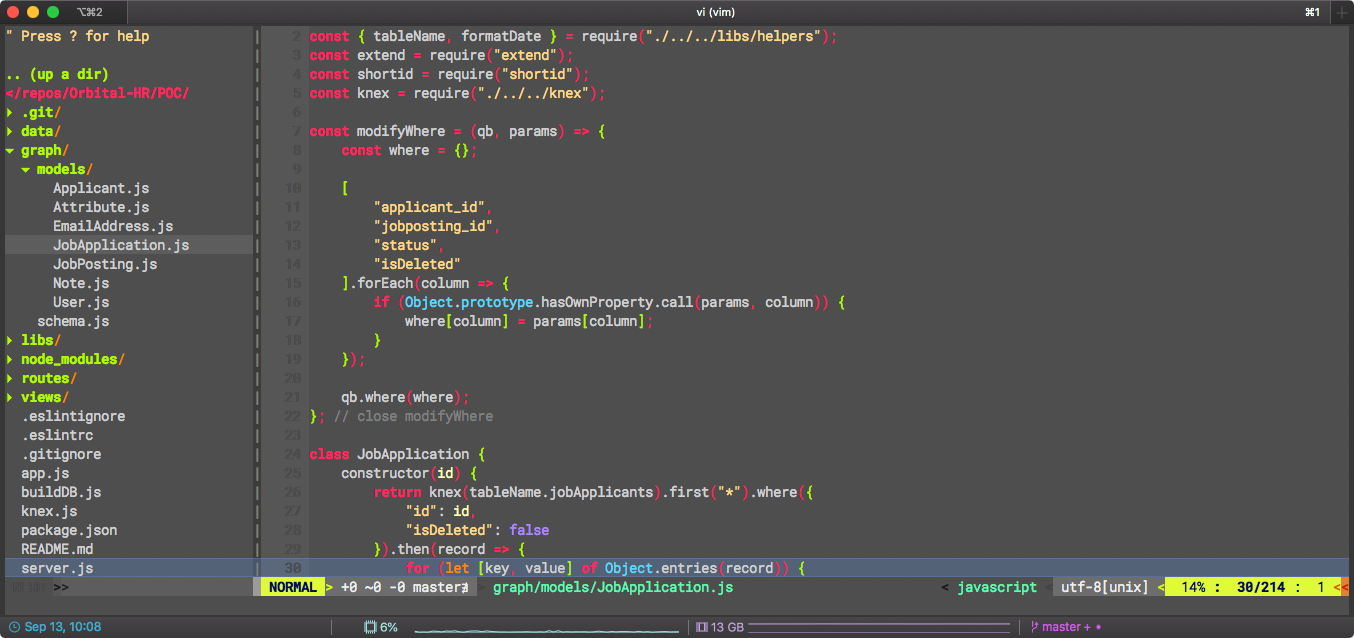 ⌥⌘2
vi (vim)
⌘1
" Press ? for help
.. (up a dir)
</repos/Orbital-HR/POC/
▸ .git/
▸ data/
▾ graph/
▾ models/
Applicant.js
Attribute.js
EmailAddress.js
JobApplication.js
JobPosting.js
Note.js
User.js
schema.js
▸ libs/
▸ node_modules/
▸ routes/
▸ views/
.eslintignore
.eslintrc
.gitignore
app.js
buildDB.js
knex.js
package.json
README.md
server.js
>>
2 const { tableName, formatDate } = require("./../../libs/helpers");
3 const extend = require("extend");
4 const shortid = require("shortid");
5 const knex = require("./../../knex");
6
7 const modifyWhere = (qb, params) => {
8     const where = {};
9
10     [
11         "applicant_id",
12         "jobposting_id",
13         "status",
14         "isDeleted"
15     ].forEach(column => {
16         if (Object.prototype.hasOwnProperty.call(params, column)) {
17             where[column] = params[column];
18         }
19     });
20
21     qb.where(where);
22 }; // close modifyWhere
23
24 class JobApplication {
25     constructor(id) {
26         return knex(tableName.jobApplicants).first("*").where({
27             "id": id,
28             "isDeleted": false
29         }).then(record => {
30             for (let [key, value] of Object.entries(record)) {
NORMAL > +0 ~0 -0 master > graph/models/JobApplication.js < javascript < utf-8[unix] < 14% : 30/214 : 1 <<
Sep 13, 10:08
6%
13 GB
master +